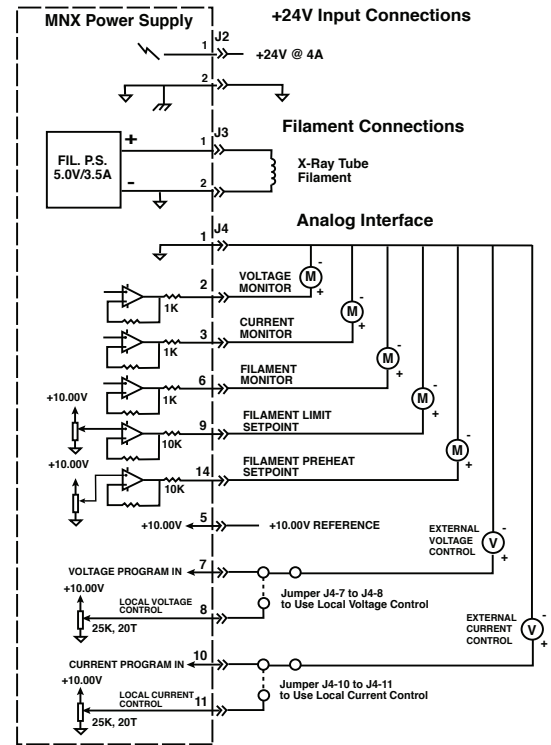 MNX Power Supply
+24V Input Connections
J2
1
+24V @ 4A
2
Filament Connections
J3
+
1
FIL. P.S.
5.0V/3.5A
X-Ray Tube
Filament
-
2
Analog Interface
J4
1
2
VOLTAGE
MONITOR
M
-
+
1K
3
CURRENT
MONITOR
M
-
+
1K
6
FILAMENT
MONITOR
M
-
+
1K
+10.00V
9
FILAMENT LIMIT
SETPOINT
M
-
+
10K
+10.00V
14
FILAMENT PREHEAT
SETPOINT
M
-
+
10K
+10.00V
5
+10.00V REFERENCE
EXTERNAL
VOLTAGE
CONTROL
V
-
+
VOLTAGE PROGRAM IN
7
+10.00V
LOCAL VOLTAGE
CONTROL
8
25K, 20T
Jumper J4-7 to J4-8
to Use Local Voltage Control
EXTERNAL
CURRENT
CONTROL
V
-
+
CURRENT PROGRAM IN
10
+10.00V
LOCAL CURRENT
CONTROL
11
25K, 20T
Jumper J4-10 to J4-11
to Use Local Current Control